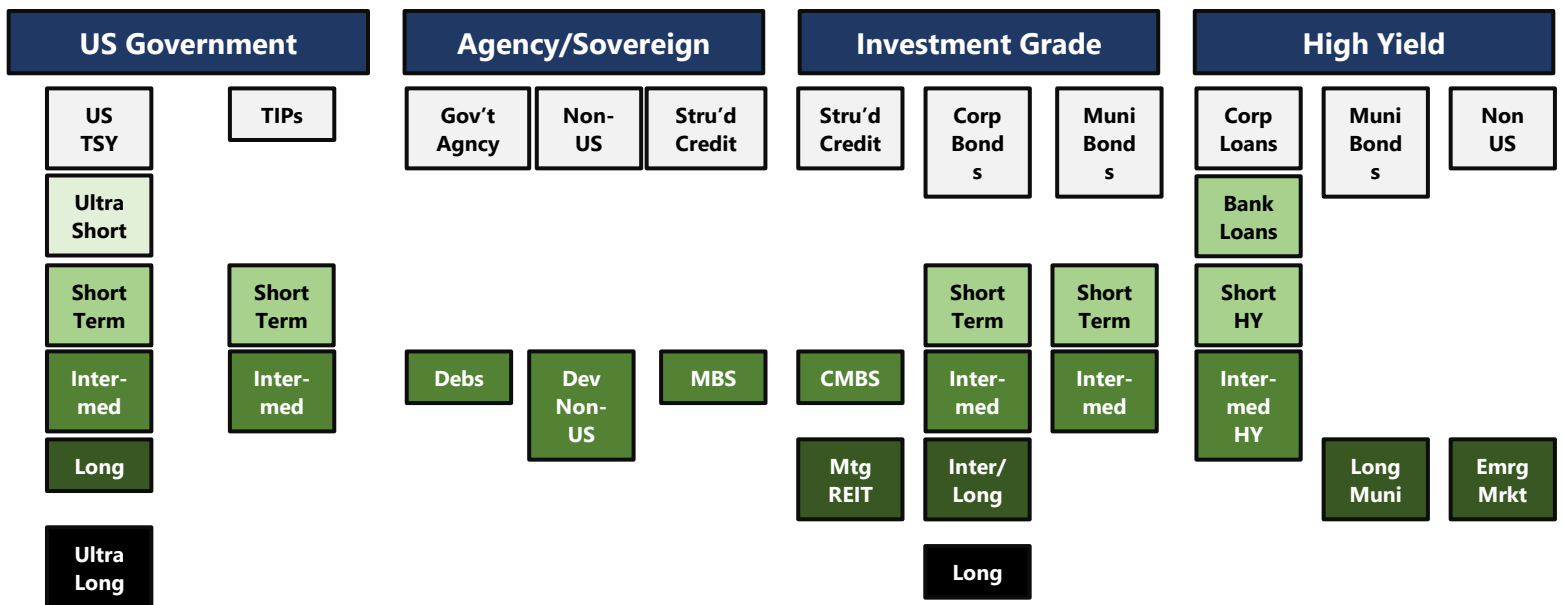 US Government
Agency/Sovereign
Investment Grade
High Yield
US
TSY
TIPs
Gov’t
Agncy
Non-
US
Stru’d
Credit
Stru’d
Credit
Corp
Bond
s
Muni
Bond
s
Corp
Loans
Muni
Bond
s
Non
US
Ultra
Short
Bank
Loans
Short
Term
Short
Term
Short
Term
Short
Term
Short
HY
Inter-
med
Inter-
med
Debs
Dev
Non-
US
MBS
CMBS
Inter-
med
Inter-
med
Inter-
med
HY
Long
Mtg
REIT
Inter/
Long
Long
Muni
Emrg
Mrkt
Ultra
Long
Long